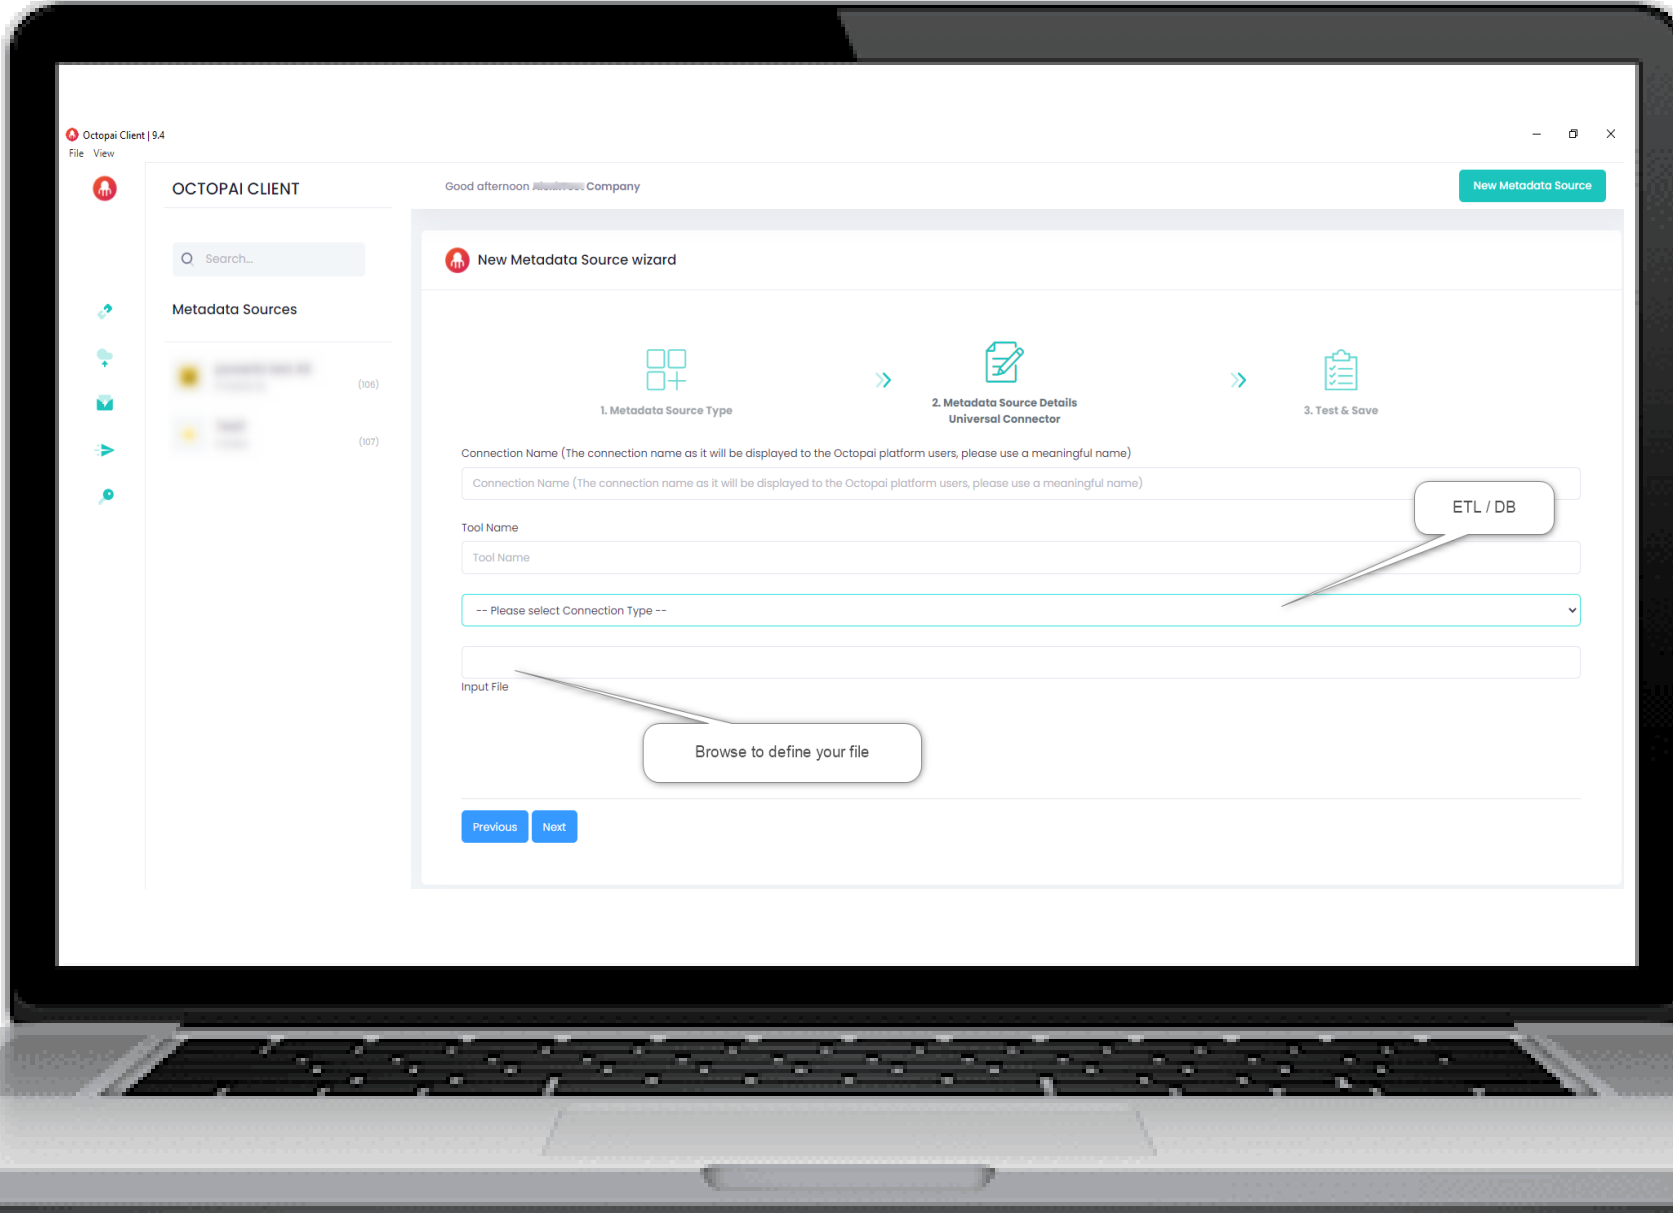 Octopai Client | 9.4
File View
OCTOPAI CLIENT
Good afternoon Company
New Metadata Source
Search...
New Metadata Source wizard
Metadata Sources
(106)
(107)
1. Metadata Source Type
2. Metadata Source Details
Universal Connector
3. Test & Save
Connection Name (The connection name as it will be displayed to the Octopai platform users, please use a meaningful name)
Connection Name (The connection name as it will be displayed to the Octopai platform users, please use a meaningful name)
ETL / DB
Tool Name
Tool Name
-- Please select Connection Type --
Input File
Browse to define your file
Previous Next